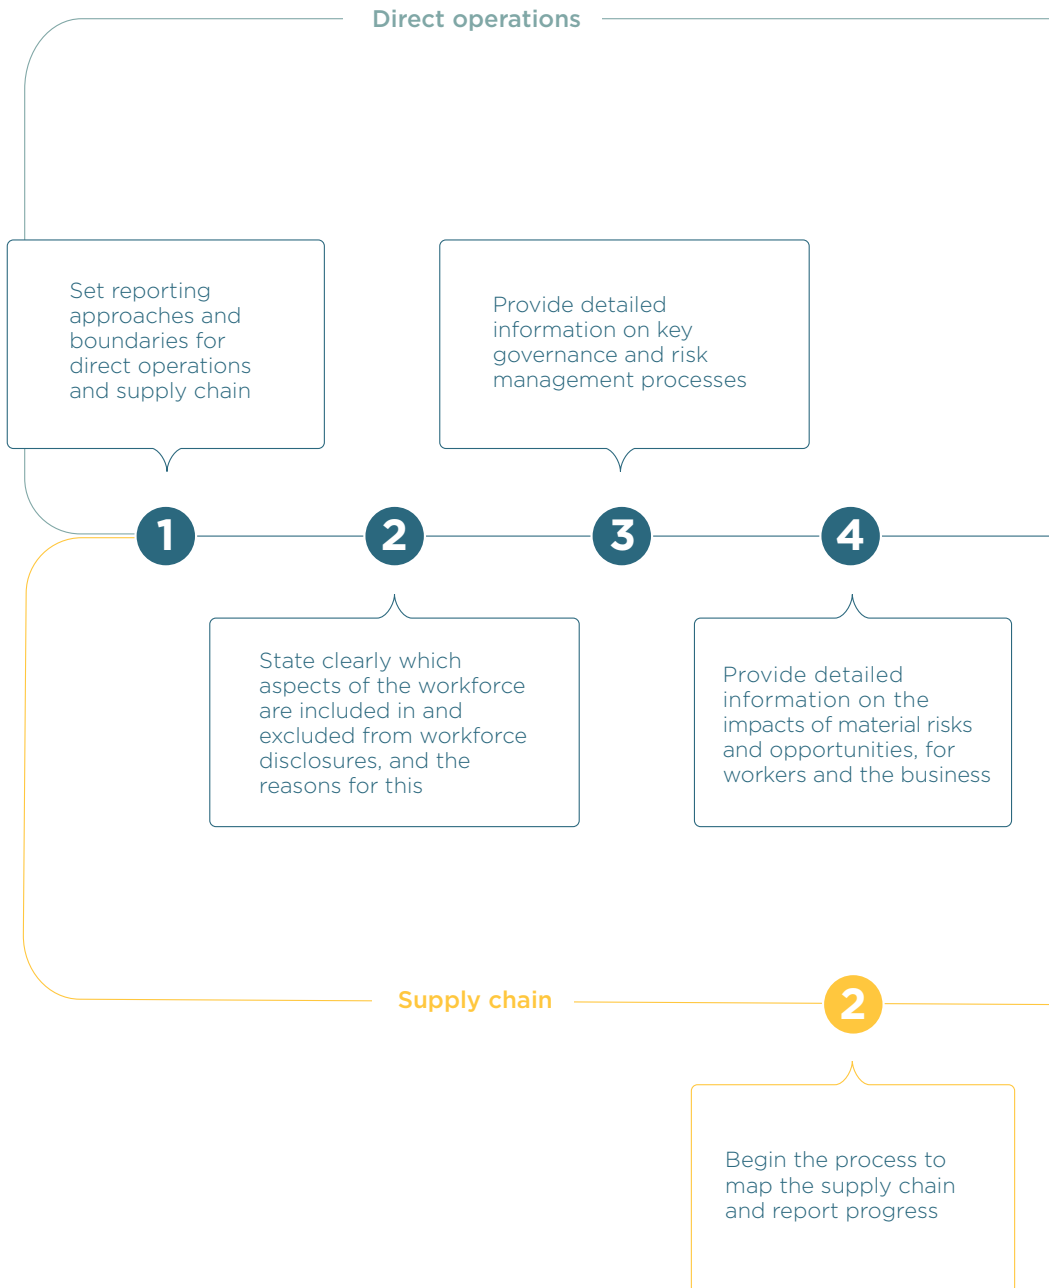 Direct operations
Set reporting
approaches and
boundaries for
direct operations
and supply chain
Provide detailed
information on key
governance and risk
management processes
1
2
3
4
State clearly which
aspects of the workforce
are included in and
excluded from workforce
disclosures, and the
reasons for this
Provide detailed
information on the
impacts of material risks
and opportunities, for
workers and the business
Supply chain
2
Begin the process to
map the supply chain
and report progress